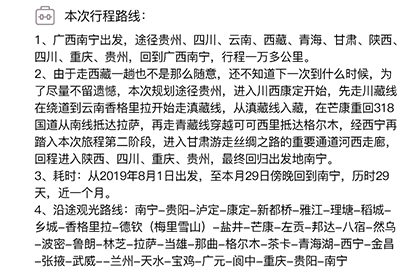 本次行程路线：
1、广西南宁出发，途径贵州、四川、云南、西藏、青海、甘肃、陕西、
四川、重庆、贵州，回到广西南宁，行程一万多公里。
2、由于走西藏一趟也不是那么随意，还不知道下一次到什么时候，为
了尽量不留遗憾，本次规划途径贵州，进入川西康定开始，先走川藏线
在绕道到云南香格里拉开始走滇藏线，从滇藏线入藏，在芒康重回318
国道从南线抵达拉萨，再走青藏线穿越可可西里抵达格尔木，经西宁再
踏入本次旅程第二阶段，进入甘肃游走丝绸之路的重要通道河西走廊，
回程进入陕西、四川、重庆、贵州，最终回归出发地南宁。
3、耗时：从2019年8月1日出发，至本月29日傍晚回到南宁，历时29
天，近一个月。
4、沿途观光路线：南宁-贵阳-泸定-康定-新都桥-雅江-理塘-稻城-
乡城-香格里拉-德钦（梅里雪山）-盐井-芒康-左贡-邦达-八宿-然乌
-波密-鲁朗-林芝-拉萨-当雄-那曲-格尔木-茶卡-青海湖-西宁-金昌
-张掖-武威--兰州-天水-宝鸡-广元-阆中-重庆-贵阳-南宁